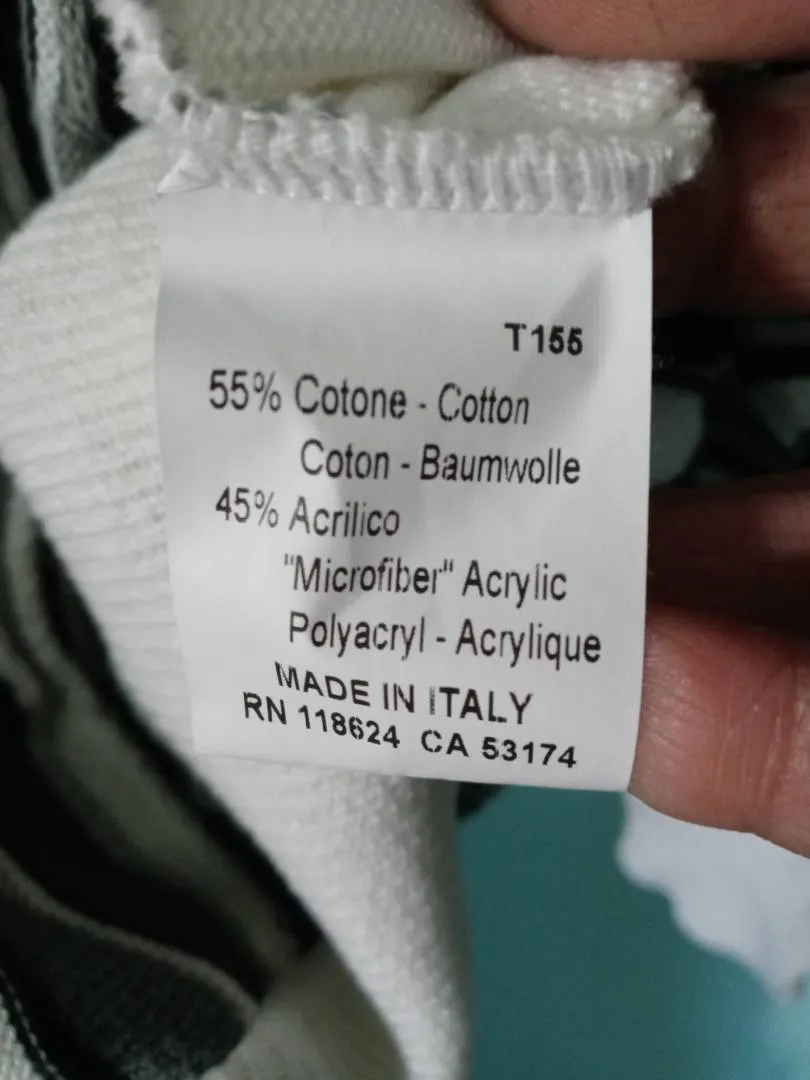 T155
55% Cotone - Cotton
Coton - Baumwolle
45% Acrilico
"Microfiber" Acrylic
Polyacryl - Acrylique
MADE IN ITALY
RN 118624 CA 53174